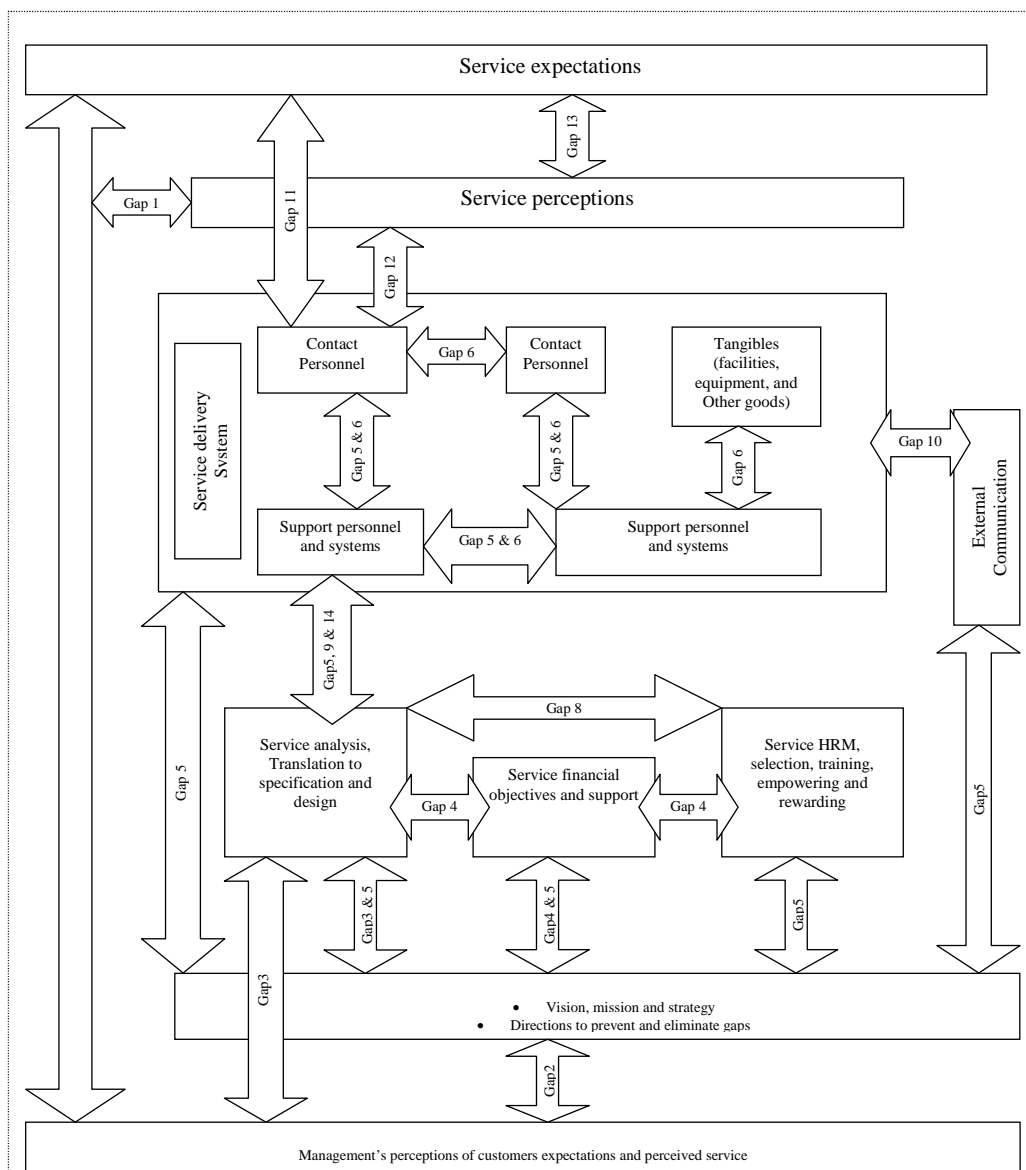 Service expectations
Gap 13
Service perceptions
Gap 1
Gap 11
Gap 12
Contact
Personnel
Gap 6
Contact
Personnel
Tangibles
(facilities,
equipment, and
Other goods)
Service delivery
System
Gap 5 & 6
Gap 5 & 6
Gap 6
Gap 10
External
Communication
Support personnel
and systems
Gap 5 & 6
Support personnel
and systems
Gap5, 9 & 14
Gap 8
Gap 5
Service analysis,
Translation to
specification and
design
Gap 4
Service financial
objectives and support
Gap 4
Service HRM,
selection, training,
empowering and
rewarding
Gap5
Gap3 & 5
Gap4 & 5
Gap5
Gap3
• Vision, mission and strategy
• Directions to prevent and eliminate gaps
Gap2
Management's perceptions of customers expectations and perceived service